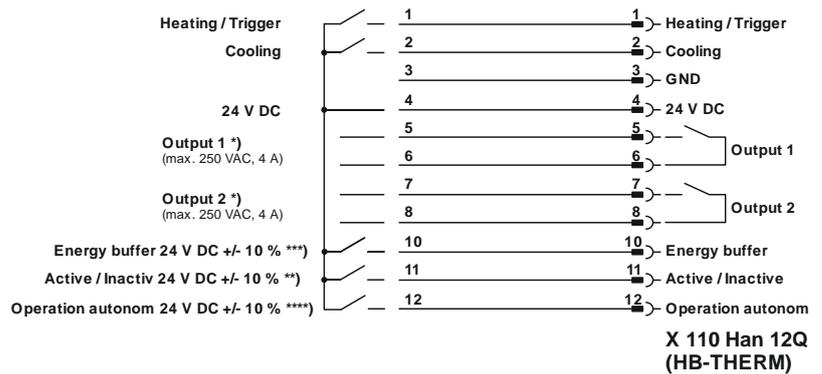 Heating / Trigger 1 1 Heating / Trigger
Cooling 2 2 Cooling
3 3 GND
24 V DC 4 4 24 V DC
Output 1 *) 5 5
(max. 250 VAC, 4 A) 6 6 Output 1
Output 2 *) 7 7
(max. 250 VAC, 4 A) 8 8 Output 2
Energy buffer 24 V DC +/- 10 % ***) 10 10 Energy buffer
Active / Inactiv 24 V DC +/- 10 % **) 11 11 Active / Inactive
Operation autonom 24 V DC +/- 10 % ****) 12 12 Operation autonom
X 110 Han 12Q
(HB-THERM)